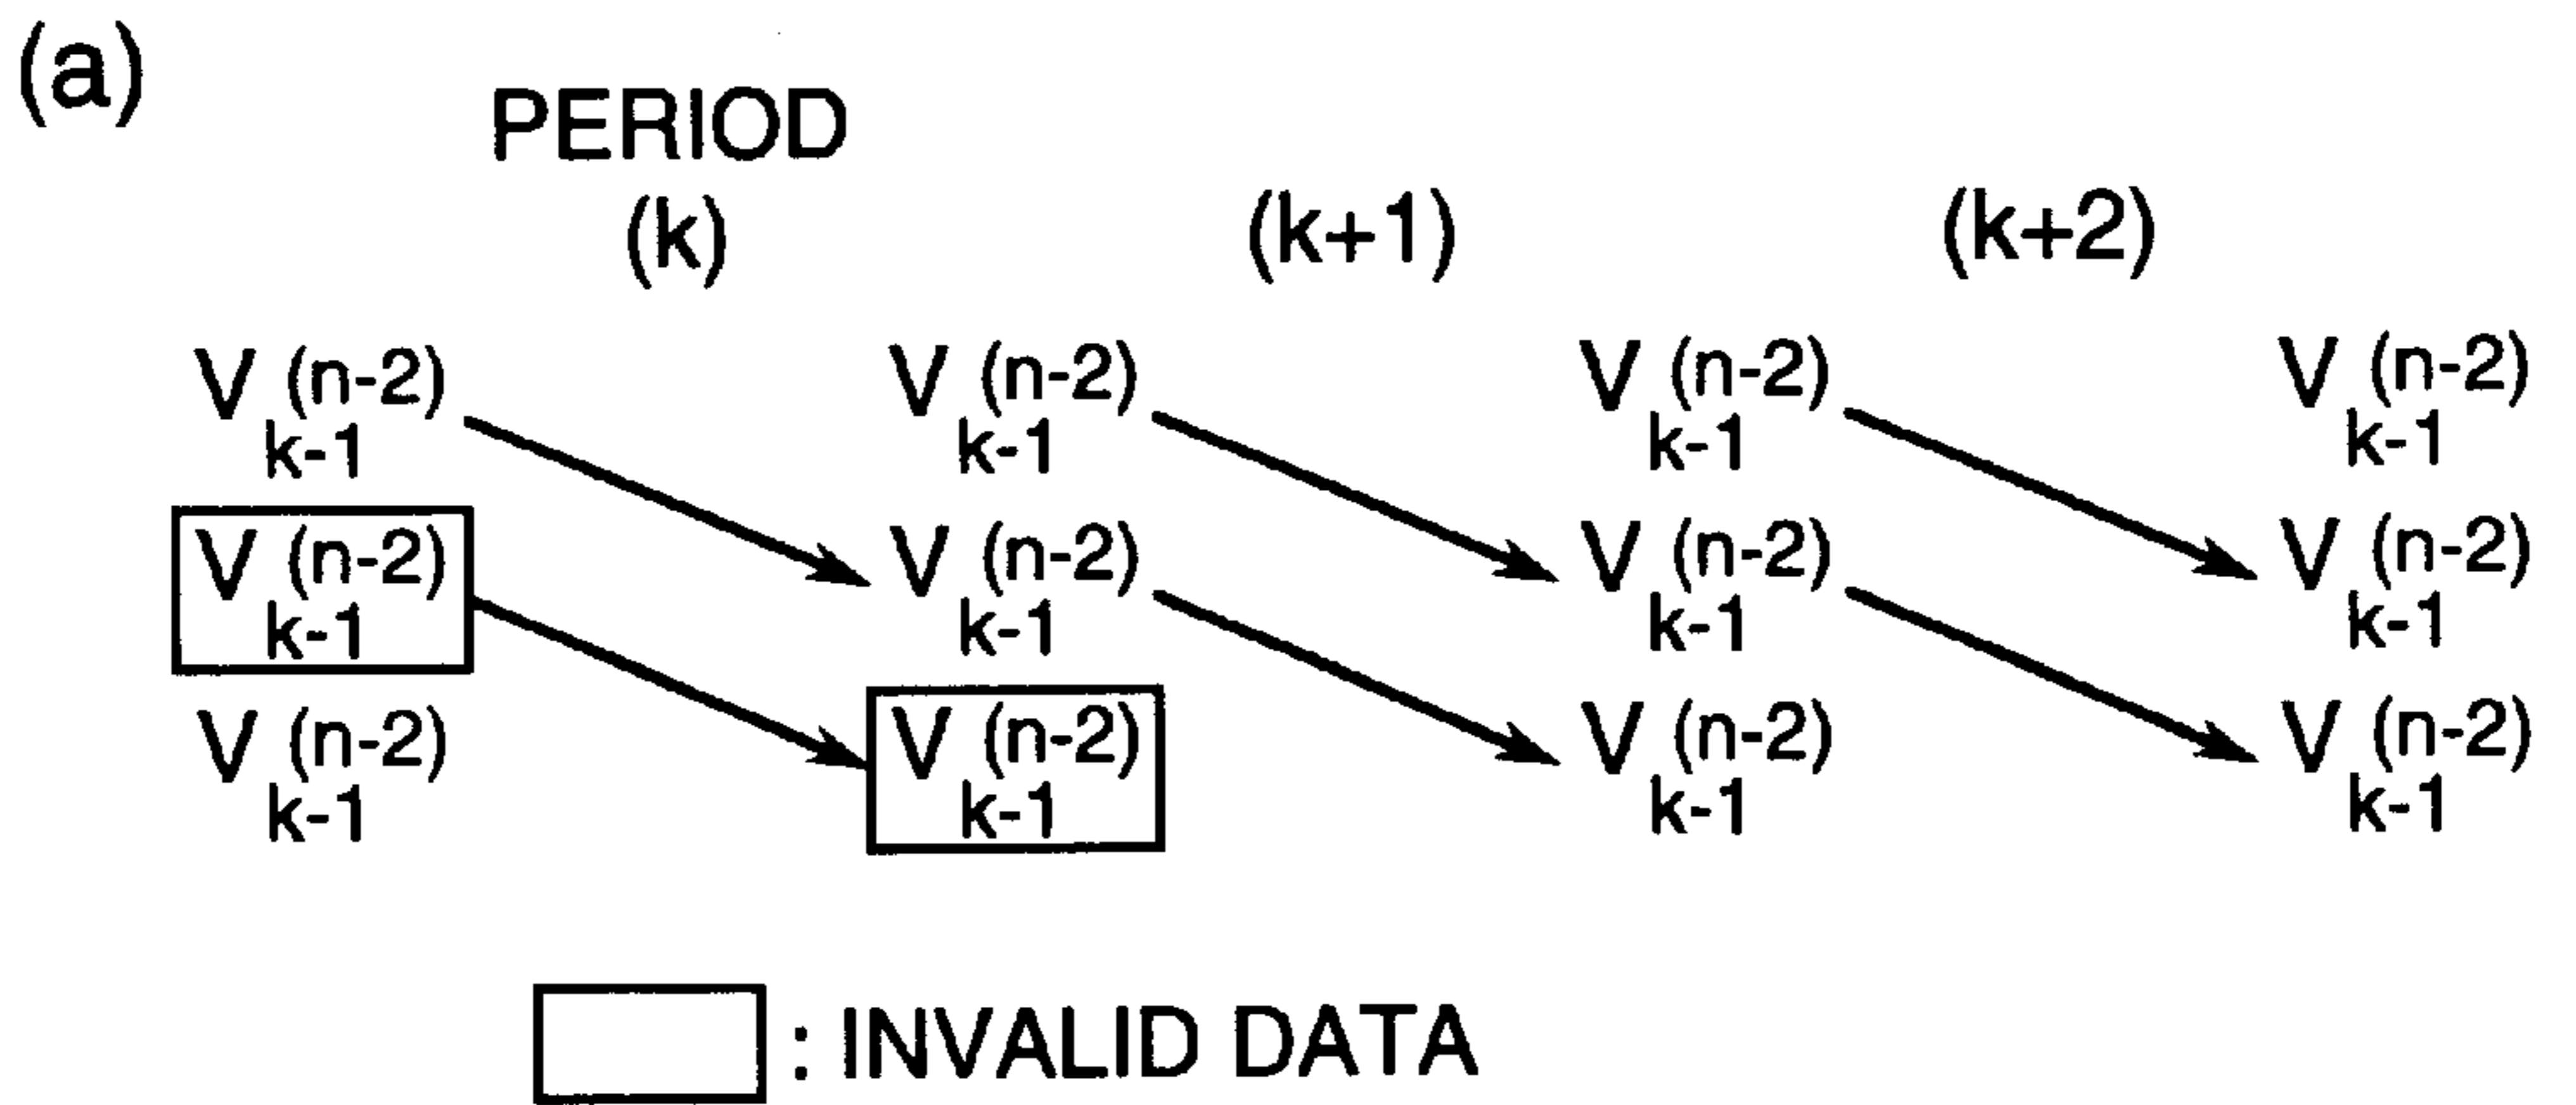 (a)
PERIOD
(k) (k+1) (k+2)
V (n-2) k-1 V (n-2) k-1 V (n-2) k-1 V (n-2) k-1
V (n-2) k-1 V (n-2) k-1 V (n-2) k-1 V (n-2) k-1
V (n-2) k-1 V (n-2) k-1 V (n-2) k-1 V (n-2) k-1
: INVALID DATA